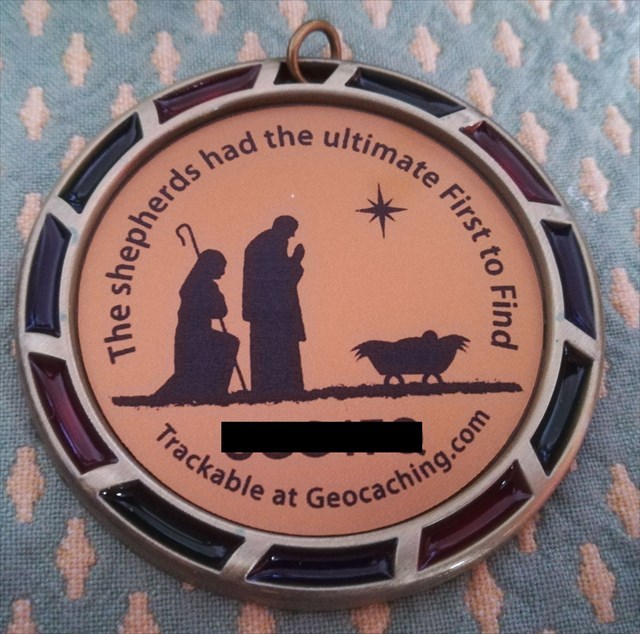 The shepherds had the ultimate First to Find
Trackable at Geocaching.com